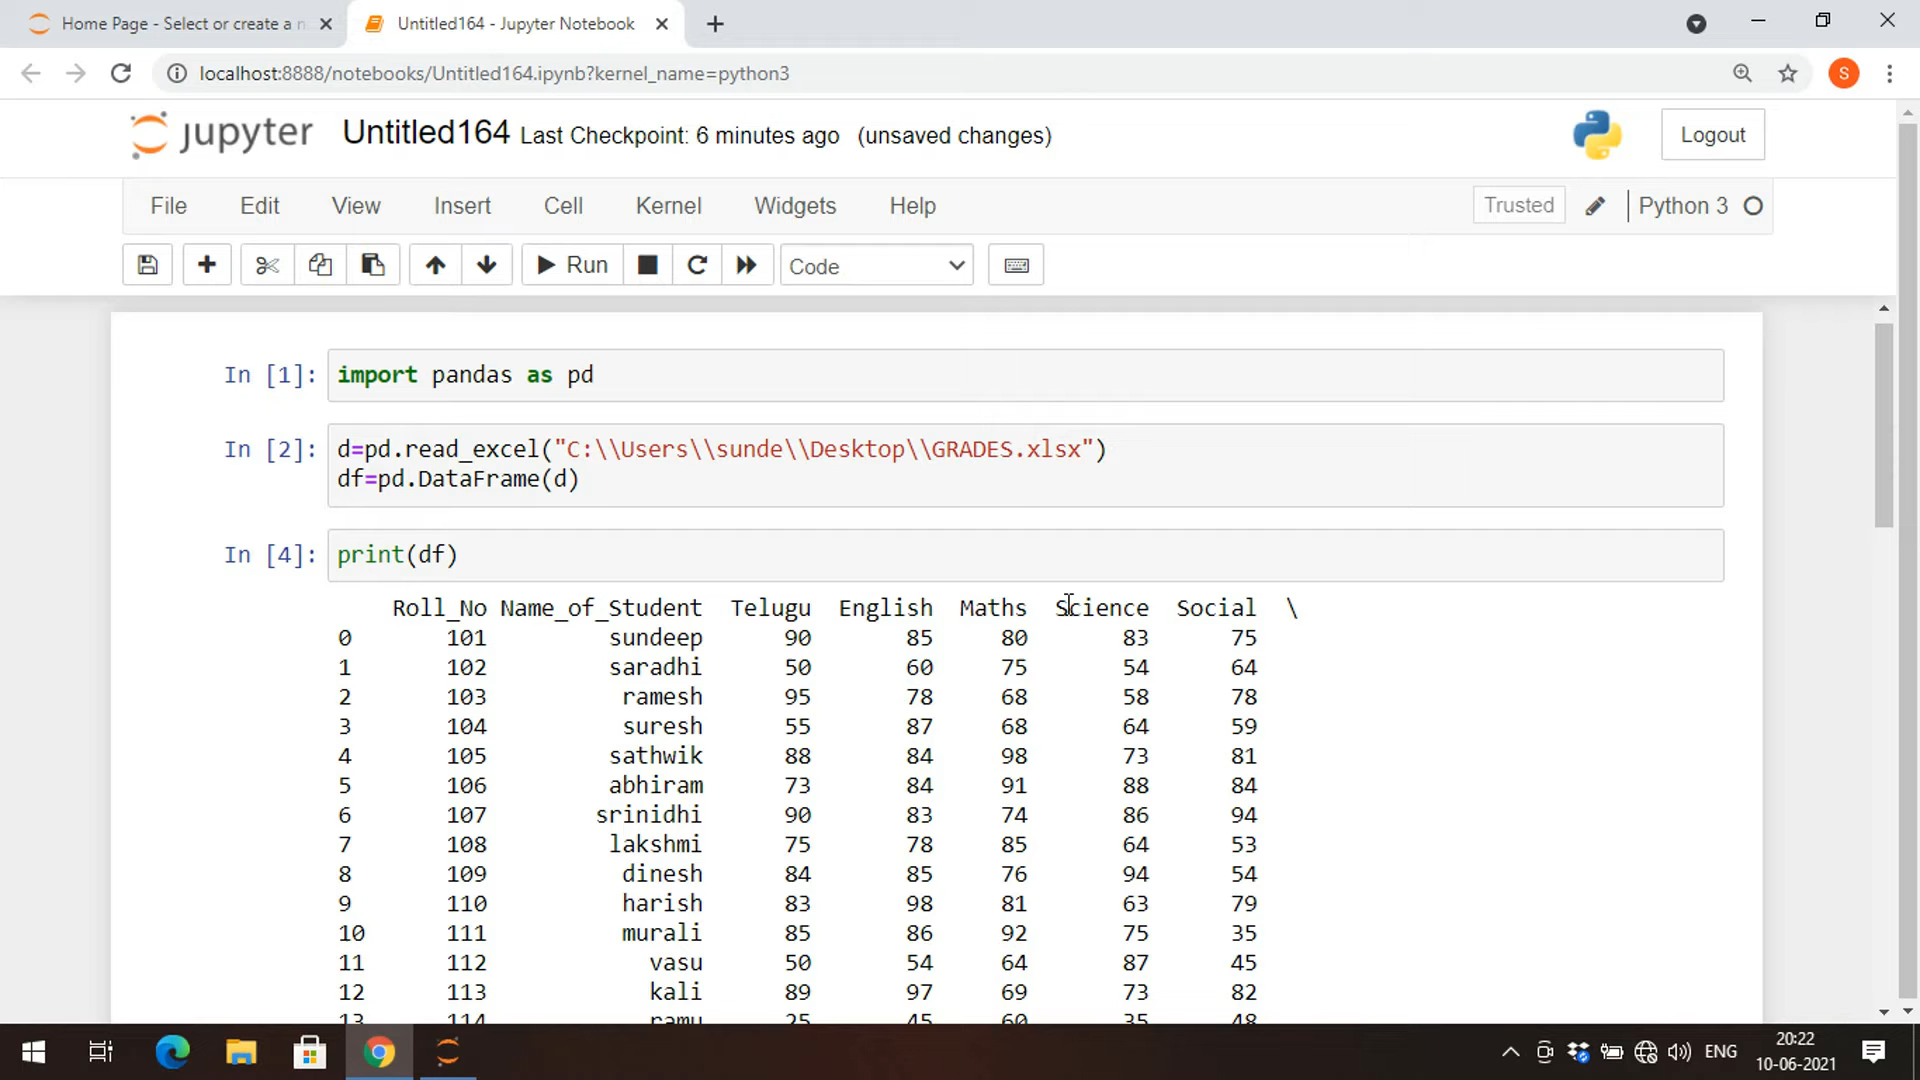 Home Page - Select or create a n
Untitled164 - Jupyter Notebook
localhost:8888/notebooks/Untitled164.ipynb?kernel_name=python3
S
jupyter Untitled164 Last Checkpoint: 6 minutes ago (unsaved changes)
Logout
File Edit View Insert Cell Kernel Widgets Help
Trusted
Python 3
Run
Code
In [1]: import pandas as pd
In [2]: d=pd.read_excel("C:\\Users\\sunde\\Desktop\\GRADES.xlsx")
df=pd.DataFrame(d)
In [4]: print(df)
Roll_No Name_of_Student Telugu English Maths Science Social \
0 101 sundeep 90 85 80 83 75
1 102 saradhi 50 60 75 54 64
2 103 ramesh 95 78 68 58 78
3 104 suresh 55 87 68 64 59
4 105 sathwik 88 84 98 73 81
5 106 abhiram 73 84 91 88 84
6 107 srinidhi 90 83 74 86 94
7 108 lakshmi 75 78 85 64 53
8 109 dinesh 84 85 76 94 54
9 110 harish 83 98 81 63 79
10 111 murali 85 86 92 75 35
11 112 vasu 50 54 64 87 45
12 113 kali 89 97 69 73 82
13 114 ramu 25 45 60 35 48
ENG
20:22
10-06-2021